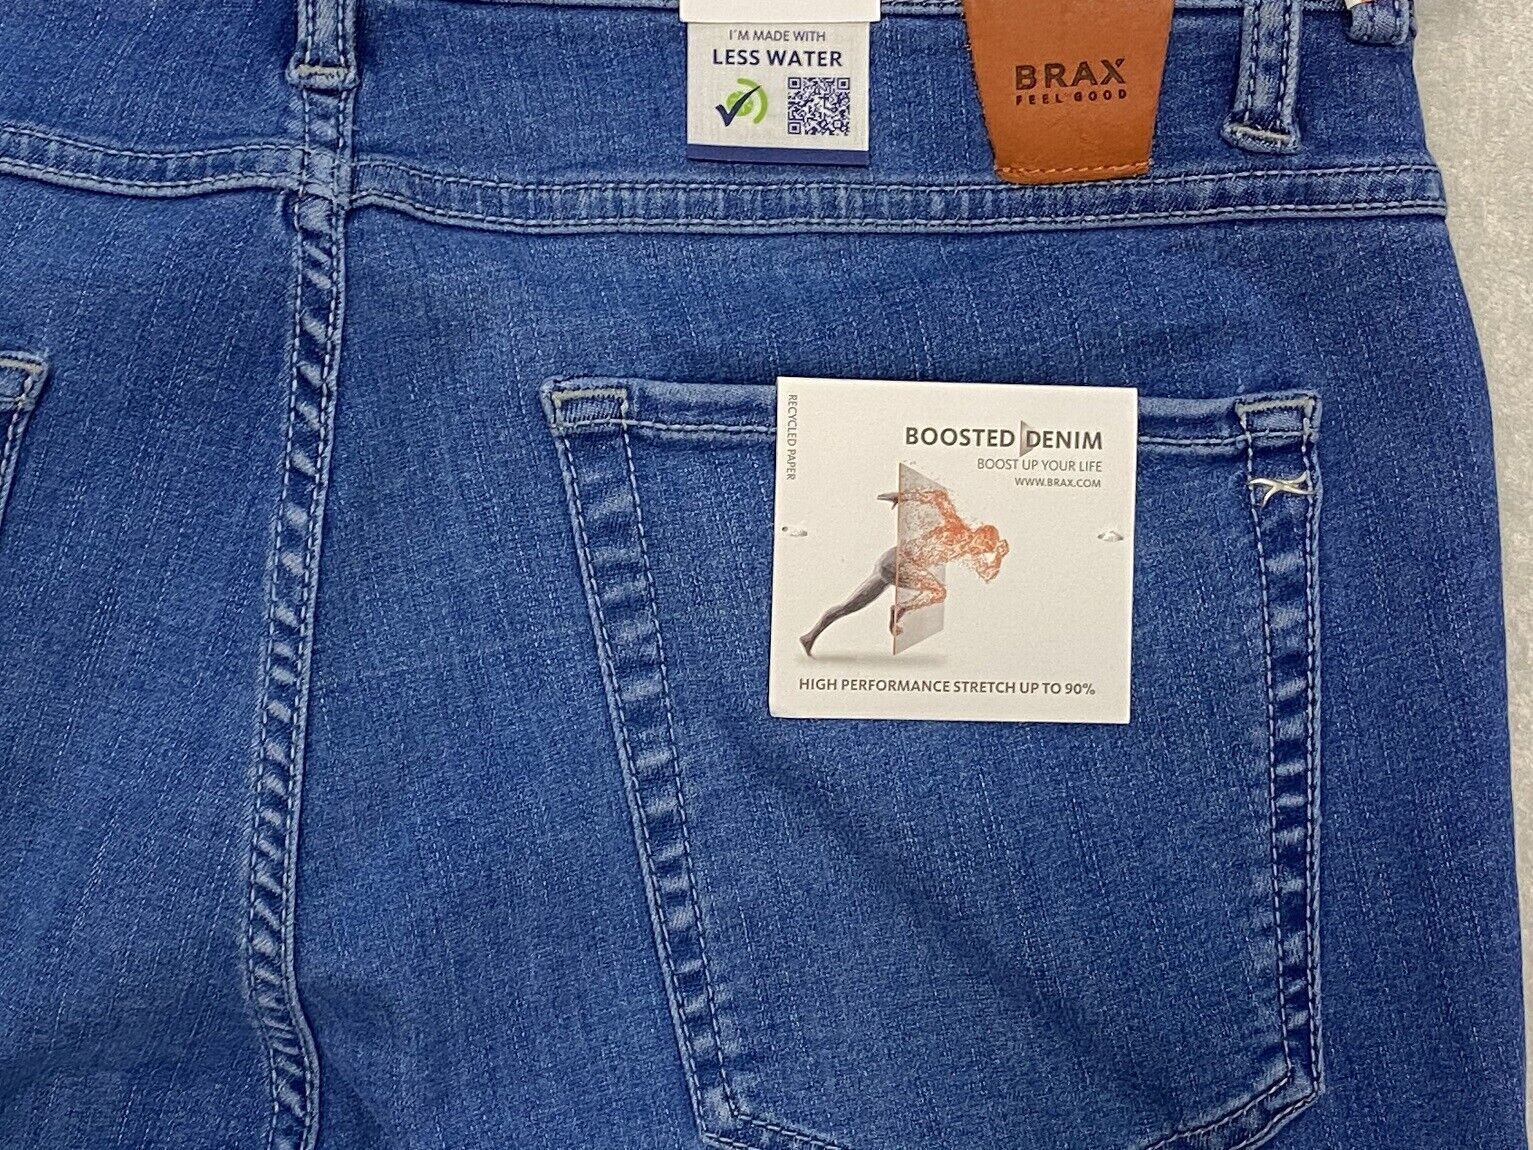 I´M MADE WITH
LESS WATER
BRAX
FEEL GOOD
RECYCLED PAPER
BOOSTED DENIM
BOOST UP YOUR LIFE
WWW.BRAX.COM
HIGH PERFORMANCE STRETCH UP TO 90%